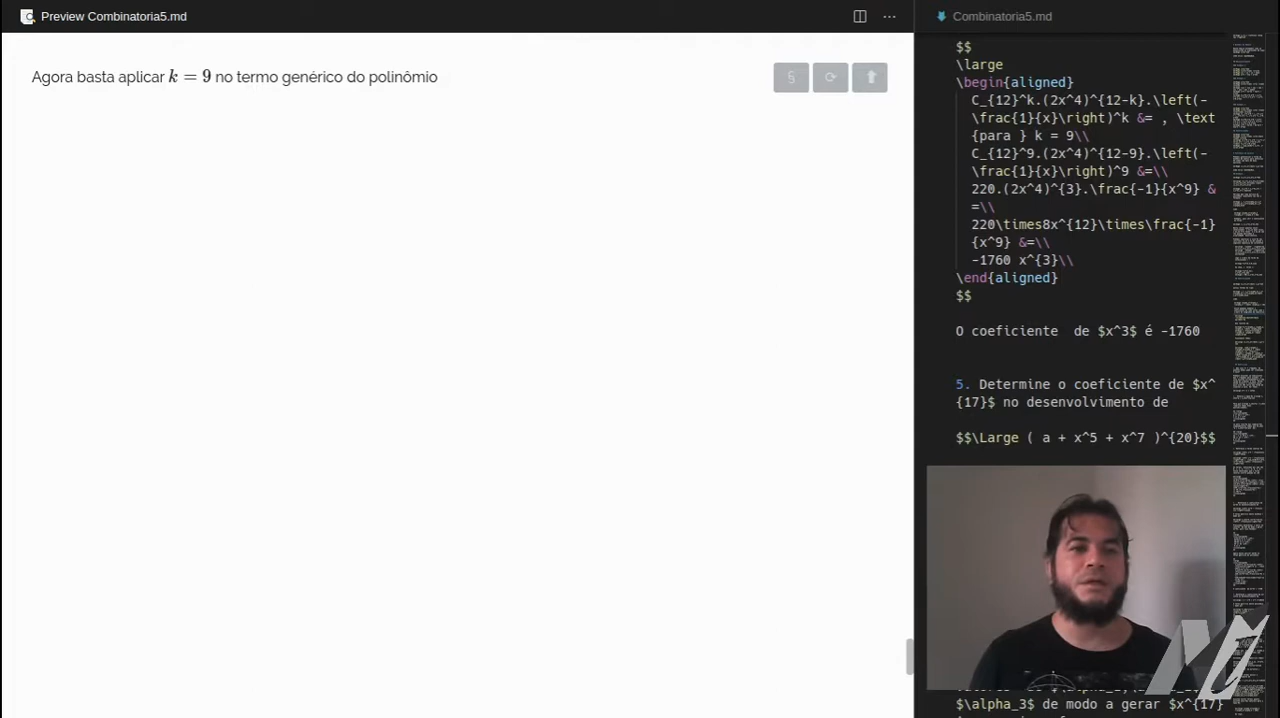 Preview Combinatoria5.md
Agora basta aplicar k = 9 no termo genérico do polinômio
§
Combinatoria5.md
$$
\large
\begin{aligned}
C_{12}^k.(2x^4)^{12-k}.\left(-
\frac{1}{x}\right)^k &= , \text
{para } k = 9\\
C_{12}^9.(2x^4)^{12-9}.\left(-
\frac{1}{x}\right)^9 &=\\
220.(2x^4)^{3}.\frac{-1}{x^9} &
=\\
220\times8x^{12}\times\frac{-1}
{x^9} &=\\
-1760 x^{3}\\
\end{aligned}
$$
O coeficiente  de $x^3$ é -1760
5. Determine o coeficiente de $x^
{17}$ no desenvolvimento de
$$\Large ( a + x^5 + x^7 )^{20}$$
\alpha_3$ de modo a gerar $x^{17}